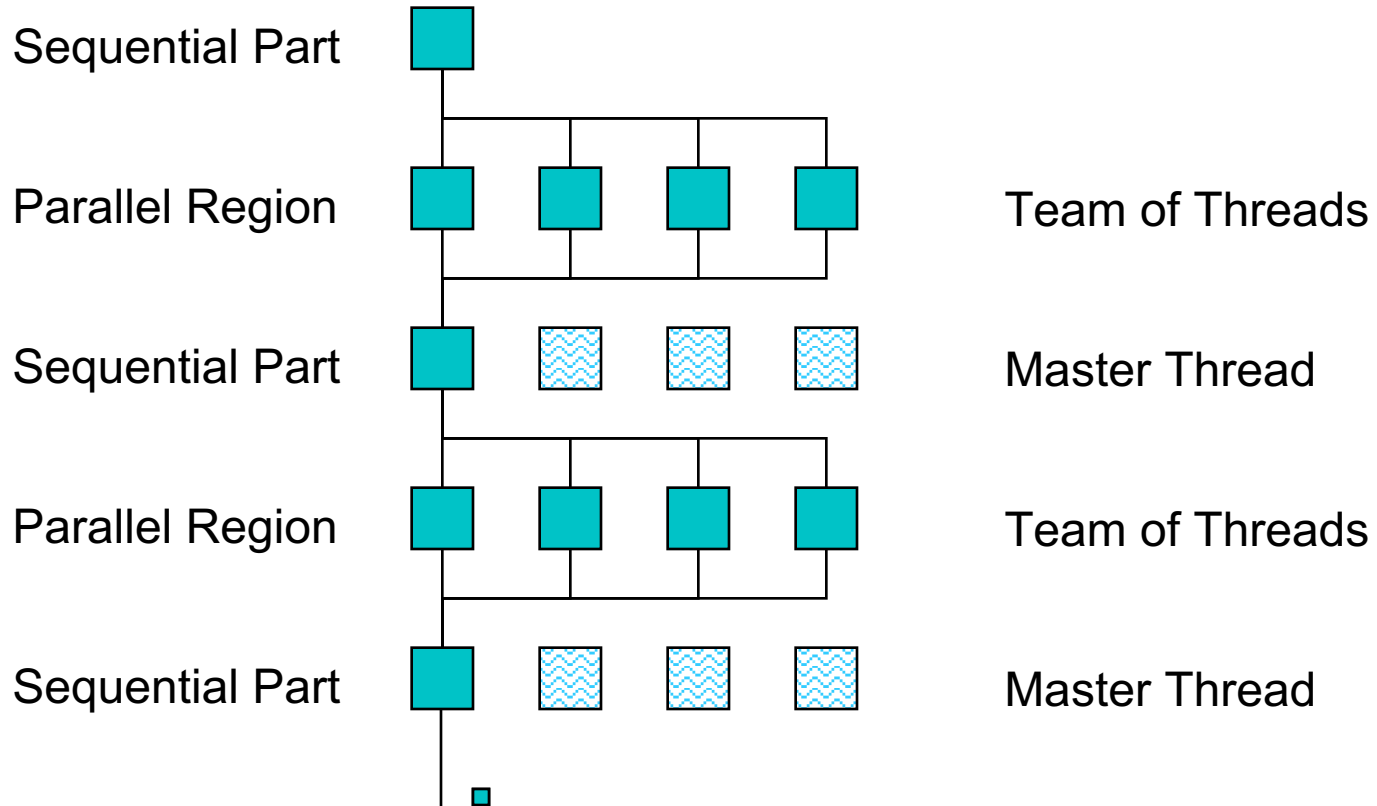 Sequential Part
Parallel Region
Team of Threads
Sequential Part
Master Thread
Parallel Region
Team of Threads
Sequential Part
Master Thread